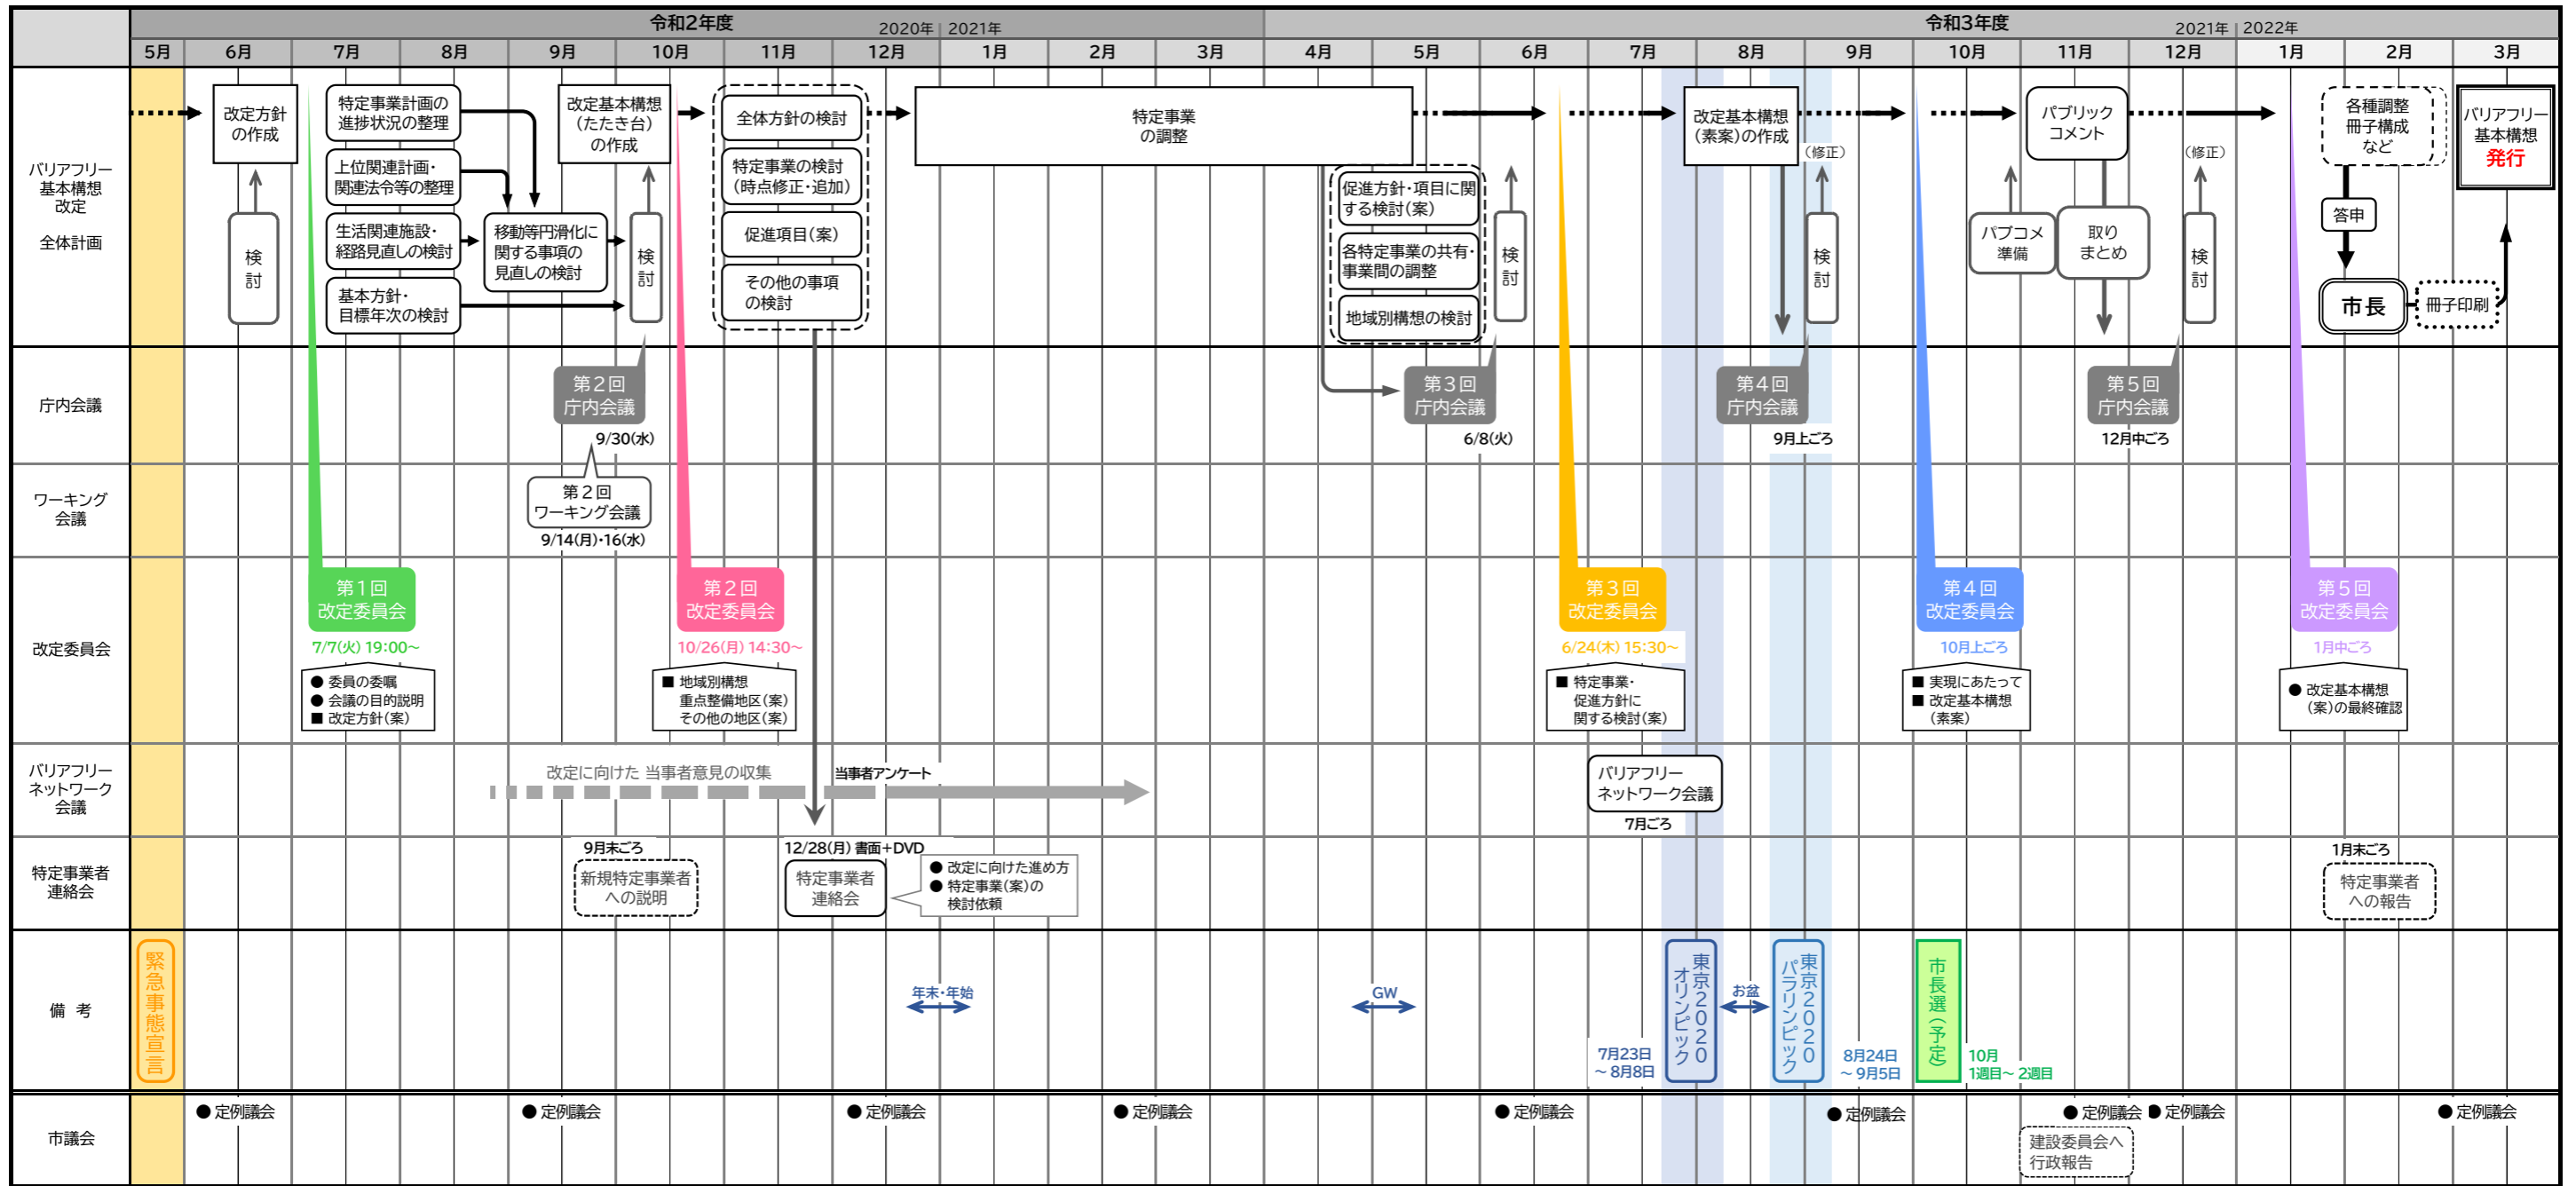 令和2年度
2020年 2021年
令和3年度
2021年 2022年
5月 6月 7月 8月 9月 10月 11月 12月 1月 2月 3月 4月 5月 6月 7月 8月 9月 10月 11月 12月 1月 2月 3月
バリアフリー
基本構想
改定
全体計画
改定方針
の作成
検
討
特定事業計画の
進捗状況の整理
上位関連計画・
関連法令等の整理
生活関連施設・
経路見直しの検討
基本方針・
目標年次の検討
移動等円滑化に
関する事項の
見直しの検討
改定基本構想
(たたき台)
の作成
検
討
全体方針の検討
特定事業の検討
(時点修正・追加)
促進項目(案)
その他の事項
の検討
特定事業
の調整
促進方針・項目に関
する検討(案)
各特定事業の共有・
事業間の調整
地域別構想の検討
検
討
改定基本構想
(素案)の作成
(修正)
検
討
パブコメ
準備
パブリック
コメント
取り
まとめ
(修正)
検
討
各種調整
冊子構成
など
答申
市長
冊子印刷
バリアフリー
基本構想
発行
庁内会議
第2回
庁内会議
9/30(水)
第3回
庁内会議
6/8(火)
第4回
庁内会議
9月上ごろ
第5回
庁内会議
12月中ごろ
ワーキング
会議
第2回
ワーキング会議
9/14(月)・16(水)
改定委員会
第1回
改定委員会
7/7(火) 19:00～
● 委員の委嘱
● 会議の目的説明
■ 改定方針(案)
第2回
改定委員会
10/26(月) 14:30～
■ 地域別構想
重点整備地区(案)
その他の地区(案)
第3回
改定委員会
6/24(木) 15:30～
■ 特定事業・
促進方針に
関する検討(案)
第4回
改定委員会
10月上ごろ
■ 実現にあたって
■ 改定基本構想
(素案)
第5回
改定委員会
1月中ごろ
● 改定基本構想
(案)の最終確認
バリアフリー
ネットワーク
会議
改定に向けた 当事者意見の収集
当事者アンケート
バリアフリー
ネットワーク会議
7月ごろ
特定事業者
連絡会
9月末ごろ
新規特定事業者
への説明
12/28(月) 書面+DVD
特定事業者
連絡会
● 改定に向けた進め方
● 特定事業(案)の
検討依頼
1月末ごろ
特定事業者
への報告
備 考
緊急事態宣言
年末・年始
GW
7月23日
～ 8月8日
東京2020
オリンピック
お盆
東京2020
パラリンピック
8月24日
～ 9月5日
市長選(予定)
10月
1週目～ 2週目
市議会
● 定例議会
● 定例議会
● 定例議会
● 定例議会
● 定例議会
● 定例議会
● 定例議会
● 定例議会
● 定例議会
建設委員会へ
行政報告